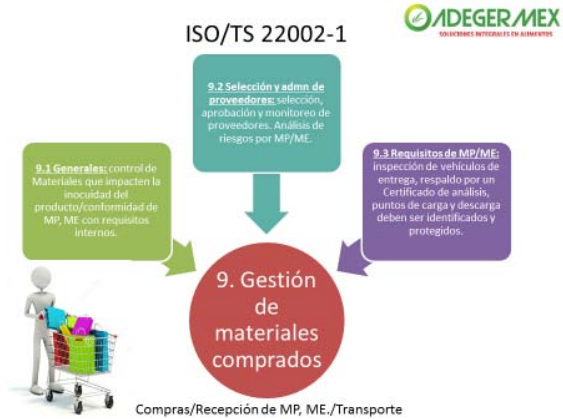 ISO/TS 22002-1
ADEGERMEX
SOLUCIONES INTEGRALES EN ALIMENTOS
9.2 Selección y admn de
proveedores: selección,
aprobación y monitoreo de
proveedores. Análisis de
riesgos por MP/ME.
9.1 Generales: control de
Materiales que impacten la
inocuidad del
producto/conformidad de
MP, ME con requisitos
internos.
9.3 Requisitos de MP/ME:
inspección de vehículos de
entrega, respaldo por un
Certificado de análisis,
puntos de carga y descarga
deben ser identificados y
protegidos.
9. Gestión
de
materiales
comprados
Compras/Recepción de MP, ME./Transporte